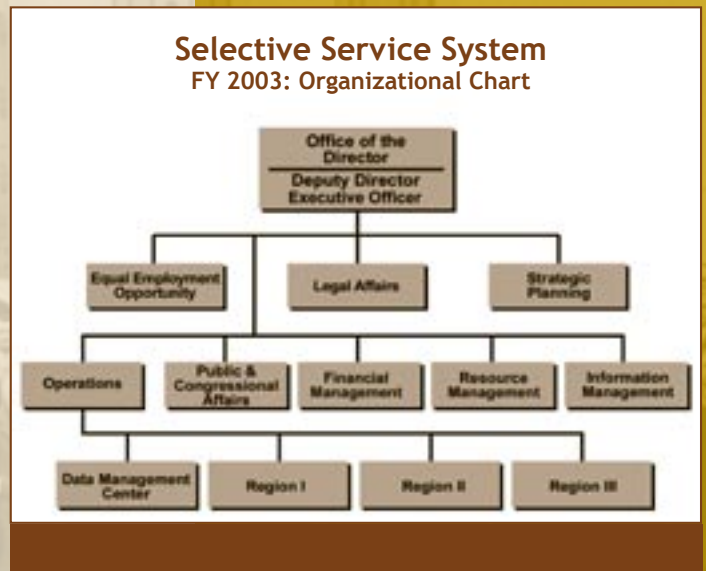 Selective Service System
FY 2003: Organizational Chart
Office of the
Director
Deputy Director
Executive Officer
Equal Employment
Opportunity
Legal Affairs
Strategic
Planning
Operations
Public &
Congressional
Affairs
Financial
Management
Resource
Management
Information
Management
Data Management
Center
Region I
Region II
Region III